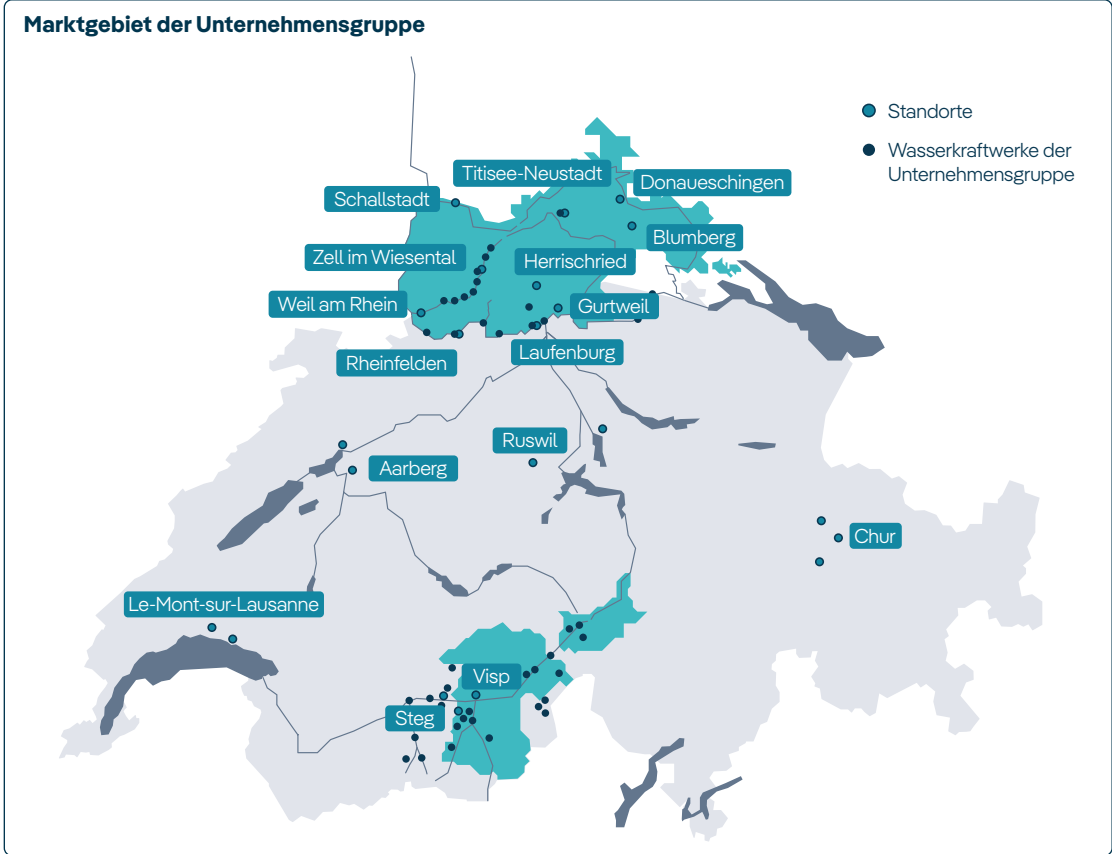 Marktgebiet der Unternehmensgruppe
Standorte
Wasserkraftwerke der
Unternehmensgruppe
Titisee-Neustadt
Donaueschingen
Schallstadt
Blumberg
Zell im Wiesental
Herrischried
Weil am Rhein
Gurtweil
Laufenburg
Rheinfelden
Ruswil
Aarberg
Chur
Le-Mont-sur-Lausanne
Visp
Steg